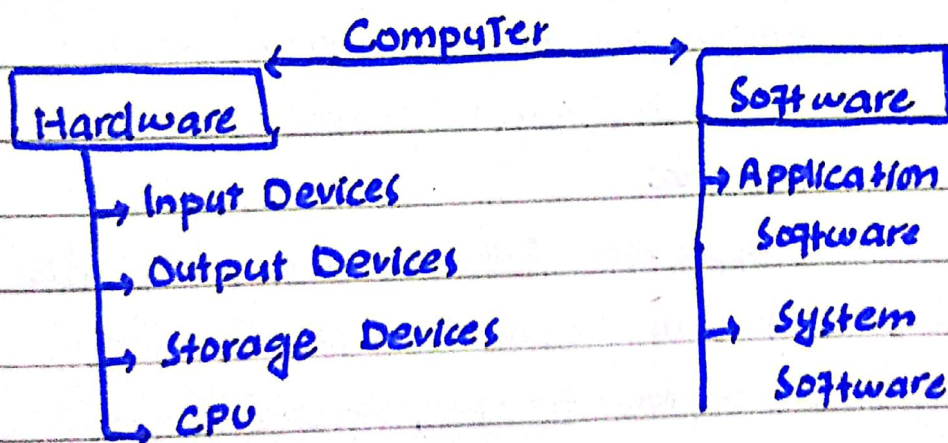 Computer
Hardware
Input Devices
Output Devices
Storage Devices
CPU
Software
Application
Software
System
Software